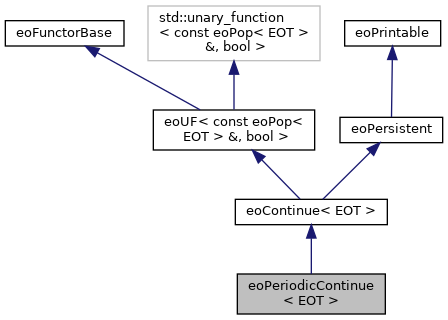 eoFunctorBase
std::unary_function
< const eoPop< EOT >
&, bool >
eoPrintable
eoUF< const eoPop<
EOT > &, bool >
eoPersistent
eoContinue< EOT >
eoPeriodicContinue
< EOT >